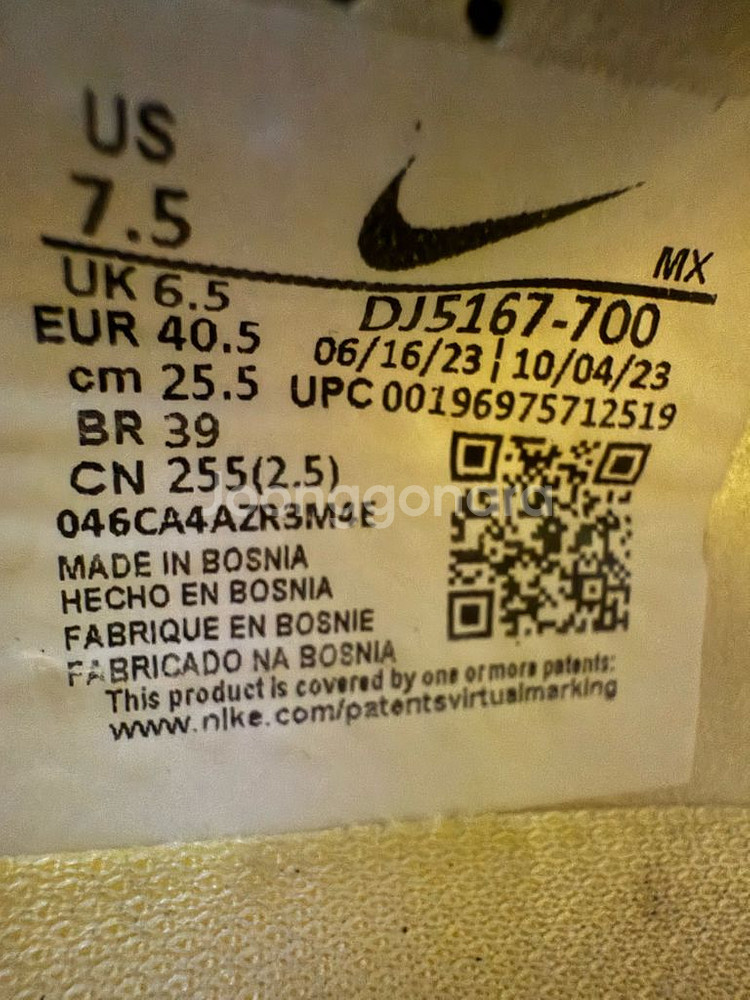 US
7.5
MX
UK 6.5
EUR 40.5
cm 25.5
BR 39
CN 255(2.5)
DJ5167-700
06/16/23 ¦ 10/04/23
UPC 00196975712519
Joonggonara
046CA4AZR3M4E
MADE IN BOSNIA
HECHO EN BOSNIA
FABRIQUE EN BOSNIE
FABRICADO NA BOSNIA
This product is covered by one or more patents:
www.nike.com/patentsvirtualmarking